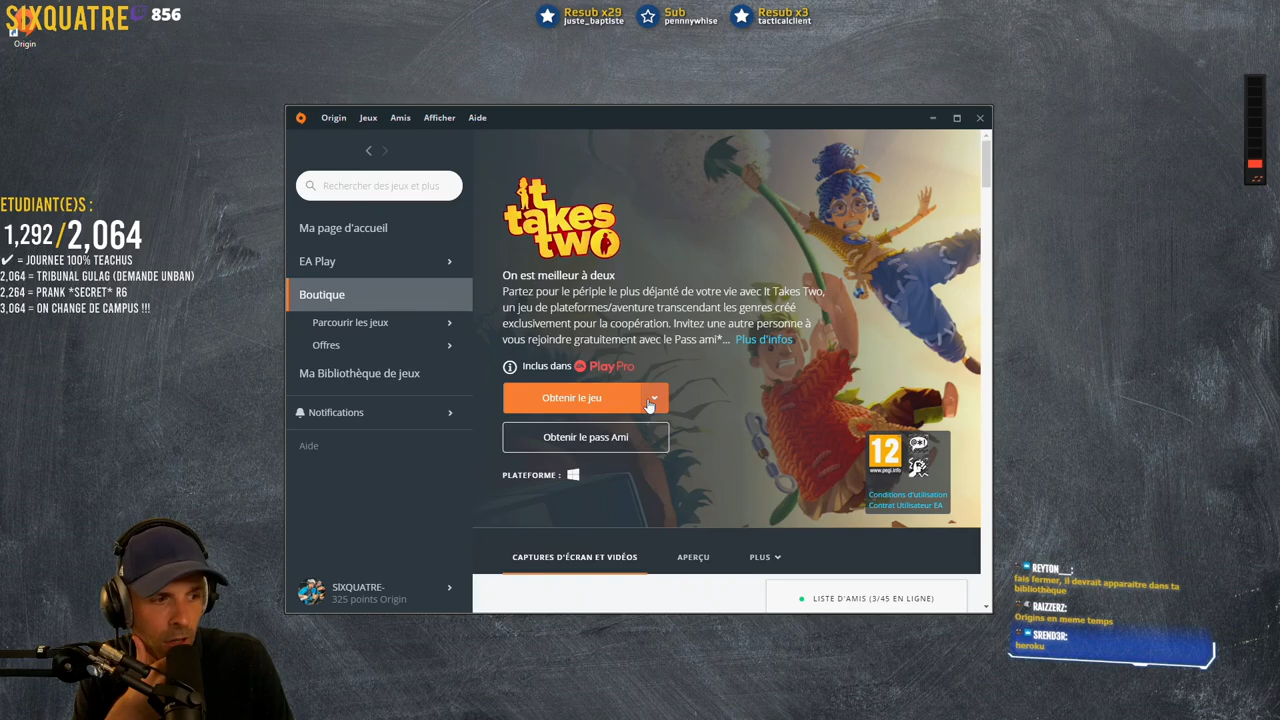 SIXQUATRE 856
Origin
Resub x29
juste_baptiste
Sub
pennnywhise
Resub x3
tacticalclient
ETUDIANT(E)S :
1,292/2,064
✓ = JOURNEE 100% TEACHUS
2,064 = TRIBUNAL GULAG (DEMANDE UNBAN)
2,264 = PRANK *SECRET* R6
3,064 = ON CHANGE DE CAMPUS !!!
Origin Jeux Amis Afficher Aide
Rechercher des jeux et plus
Ma page d'accueil
EA Play
Boutique
Parcourir les jeux
Offres
Ma Bibliothèque de jeux
Notifications
Aide
SIXQUATRE-
325 points Origin
it
takes
two
On est meilleur à deux
Partez pour le périple le plus déjanté de votre vie avec It Takes Two,
un jeu de plateformes/aventure transcendant les genres créé
exclusivement pour la coopération. Invitez une autre personne à
vous rejoindre gratuitement avec le Pass ami*... Plus d'infos
Inclus dans EA Play Pro
Obtenir le jeu
Obtenir le pass Ami
PLATEFORME :
12
www.pegi.info
Conditions d'utilisation
Contrat Utilisateur EA
CAPTURES D'ÉCRAN ET VIDÉOS APERÇU PLUS
LISTE D'AMIS (3/45 EN LIGNE)
REYTON__:
fais fermer, il devrait apparaitre dans ta
bibliothèque
RAIZZERZ:
Origins en meme temps
SREND3R:
heroku